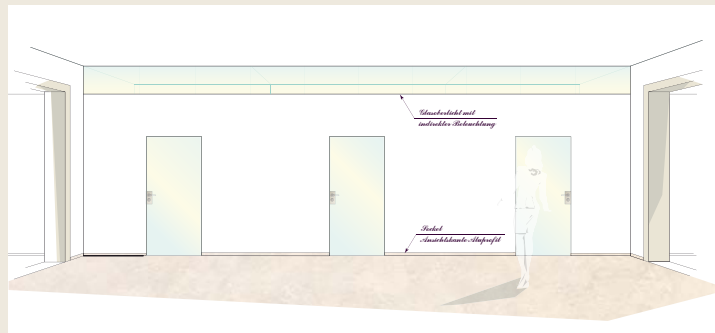 Glasoberlicht mit
indirekter Beleuchtung
Sockel
Ansichtskante Aluprofil